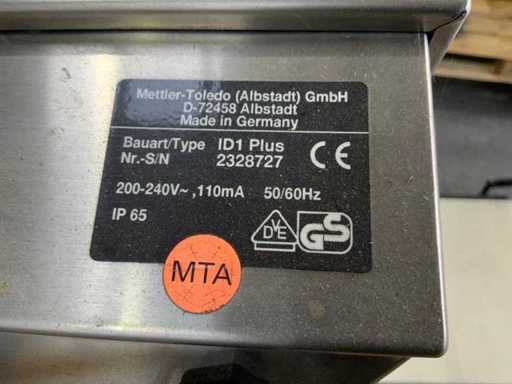 Mettler-Toledo (Albstadt) GmbH
D-72458 Albstadt
Made in Germany
Bauart/Type ID1 Plus
Nr.-S/N 2328727
CE
200-240V~ ,110mA 50/60Hz
IP 65
DVE
GS
MTA